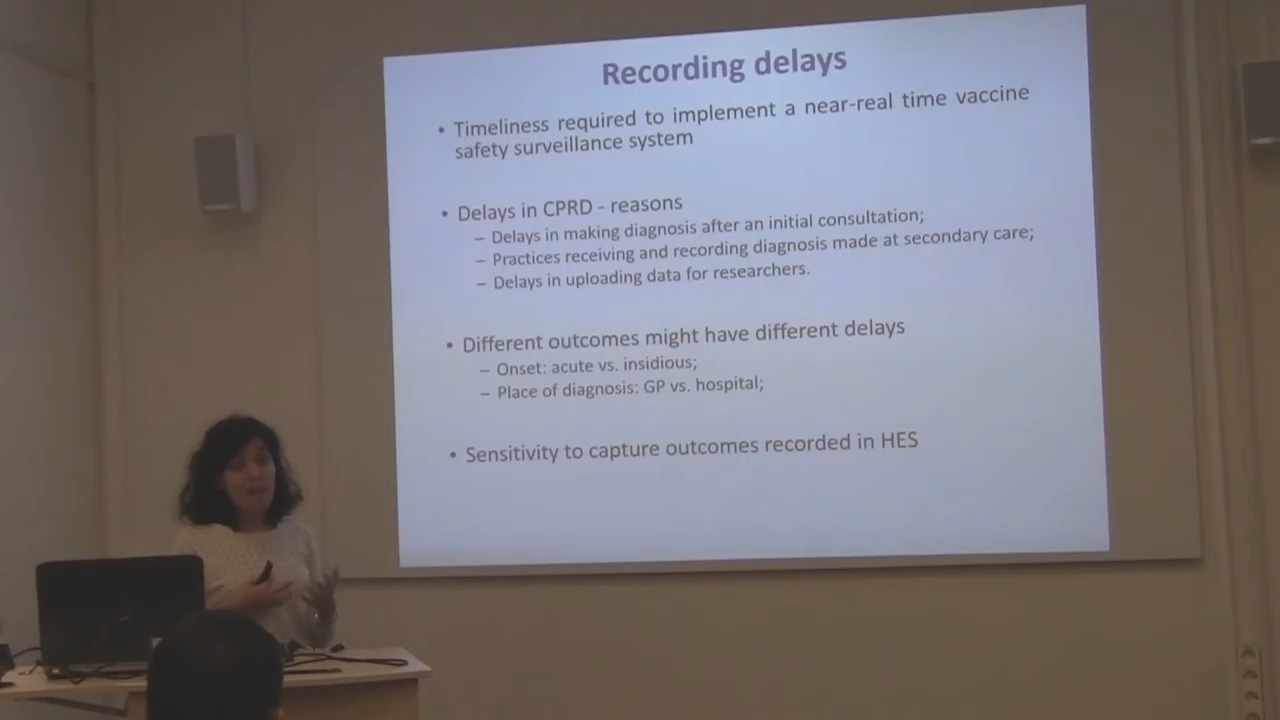 Recording delays
• Timeliness required to implement a near-real time vaccine
safety surveillance system
• Delays in CPRD - reasons
– Delays in making diagnosis after an initial consultation;
– Practices receiving and recording diagnosis made at secondary care;
– Delays in uploading data for researchers.
• Different outcomes might have different delays
– Onset: acute vs. insidious;
– Place of diagnosis: GP vs. hospital;
• Sensitivity to capture outcomes recorded in HES